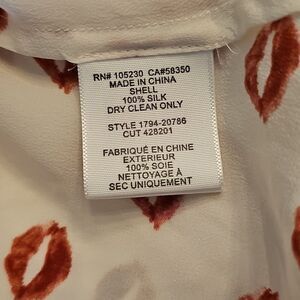 RN# 105230 CA#58350
MADE IN CHINA
SHELL
100% SILK
DRY CLEAN ONLY
STYLE 1794-20786
CUT 428201
FABRIQUÉ EN CHINE
EXTERIEUR
100% SOIE
NETTOYAGE À
SEC UNIQUEMENT